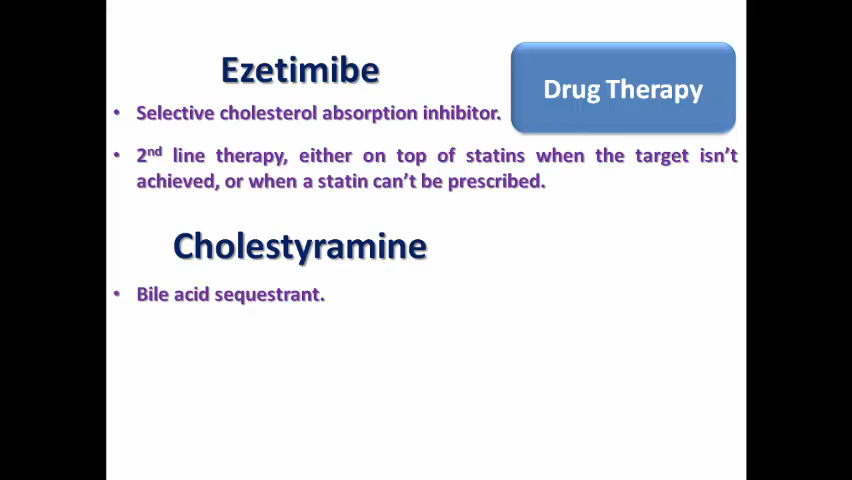 Ezetimibe
Drug Therapy
• Selective cholesterol absorption inhibitor.
• 2nd line therapy, either on top of statins when the target isn't
achieved, or when a statin can't be prescribed.
Cholestyramine
• Bile acid sequestrant.